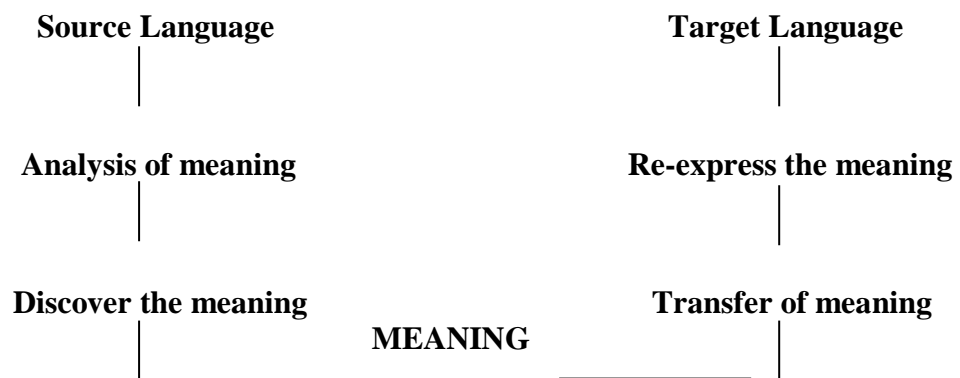 Source Language
Target Language
Analysis of meaning
Re-express the meaning
Discover the meaning
Transfer of meaning
MEANING